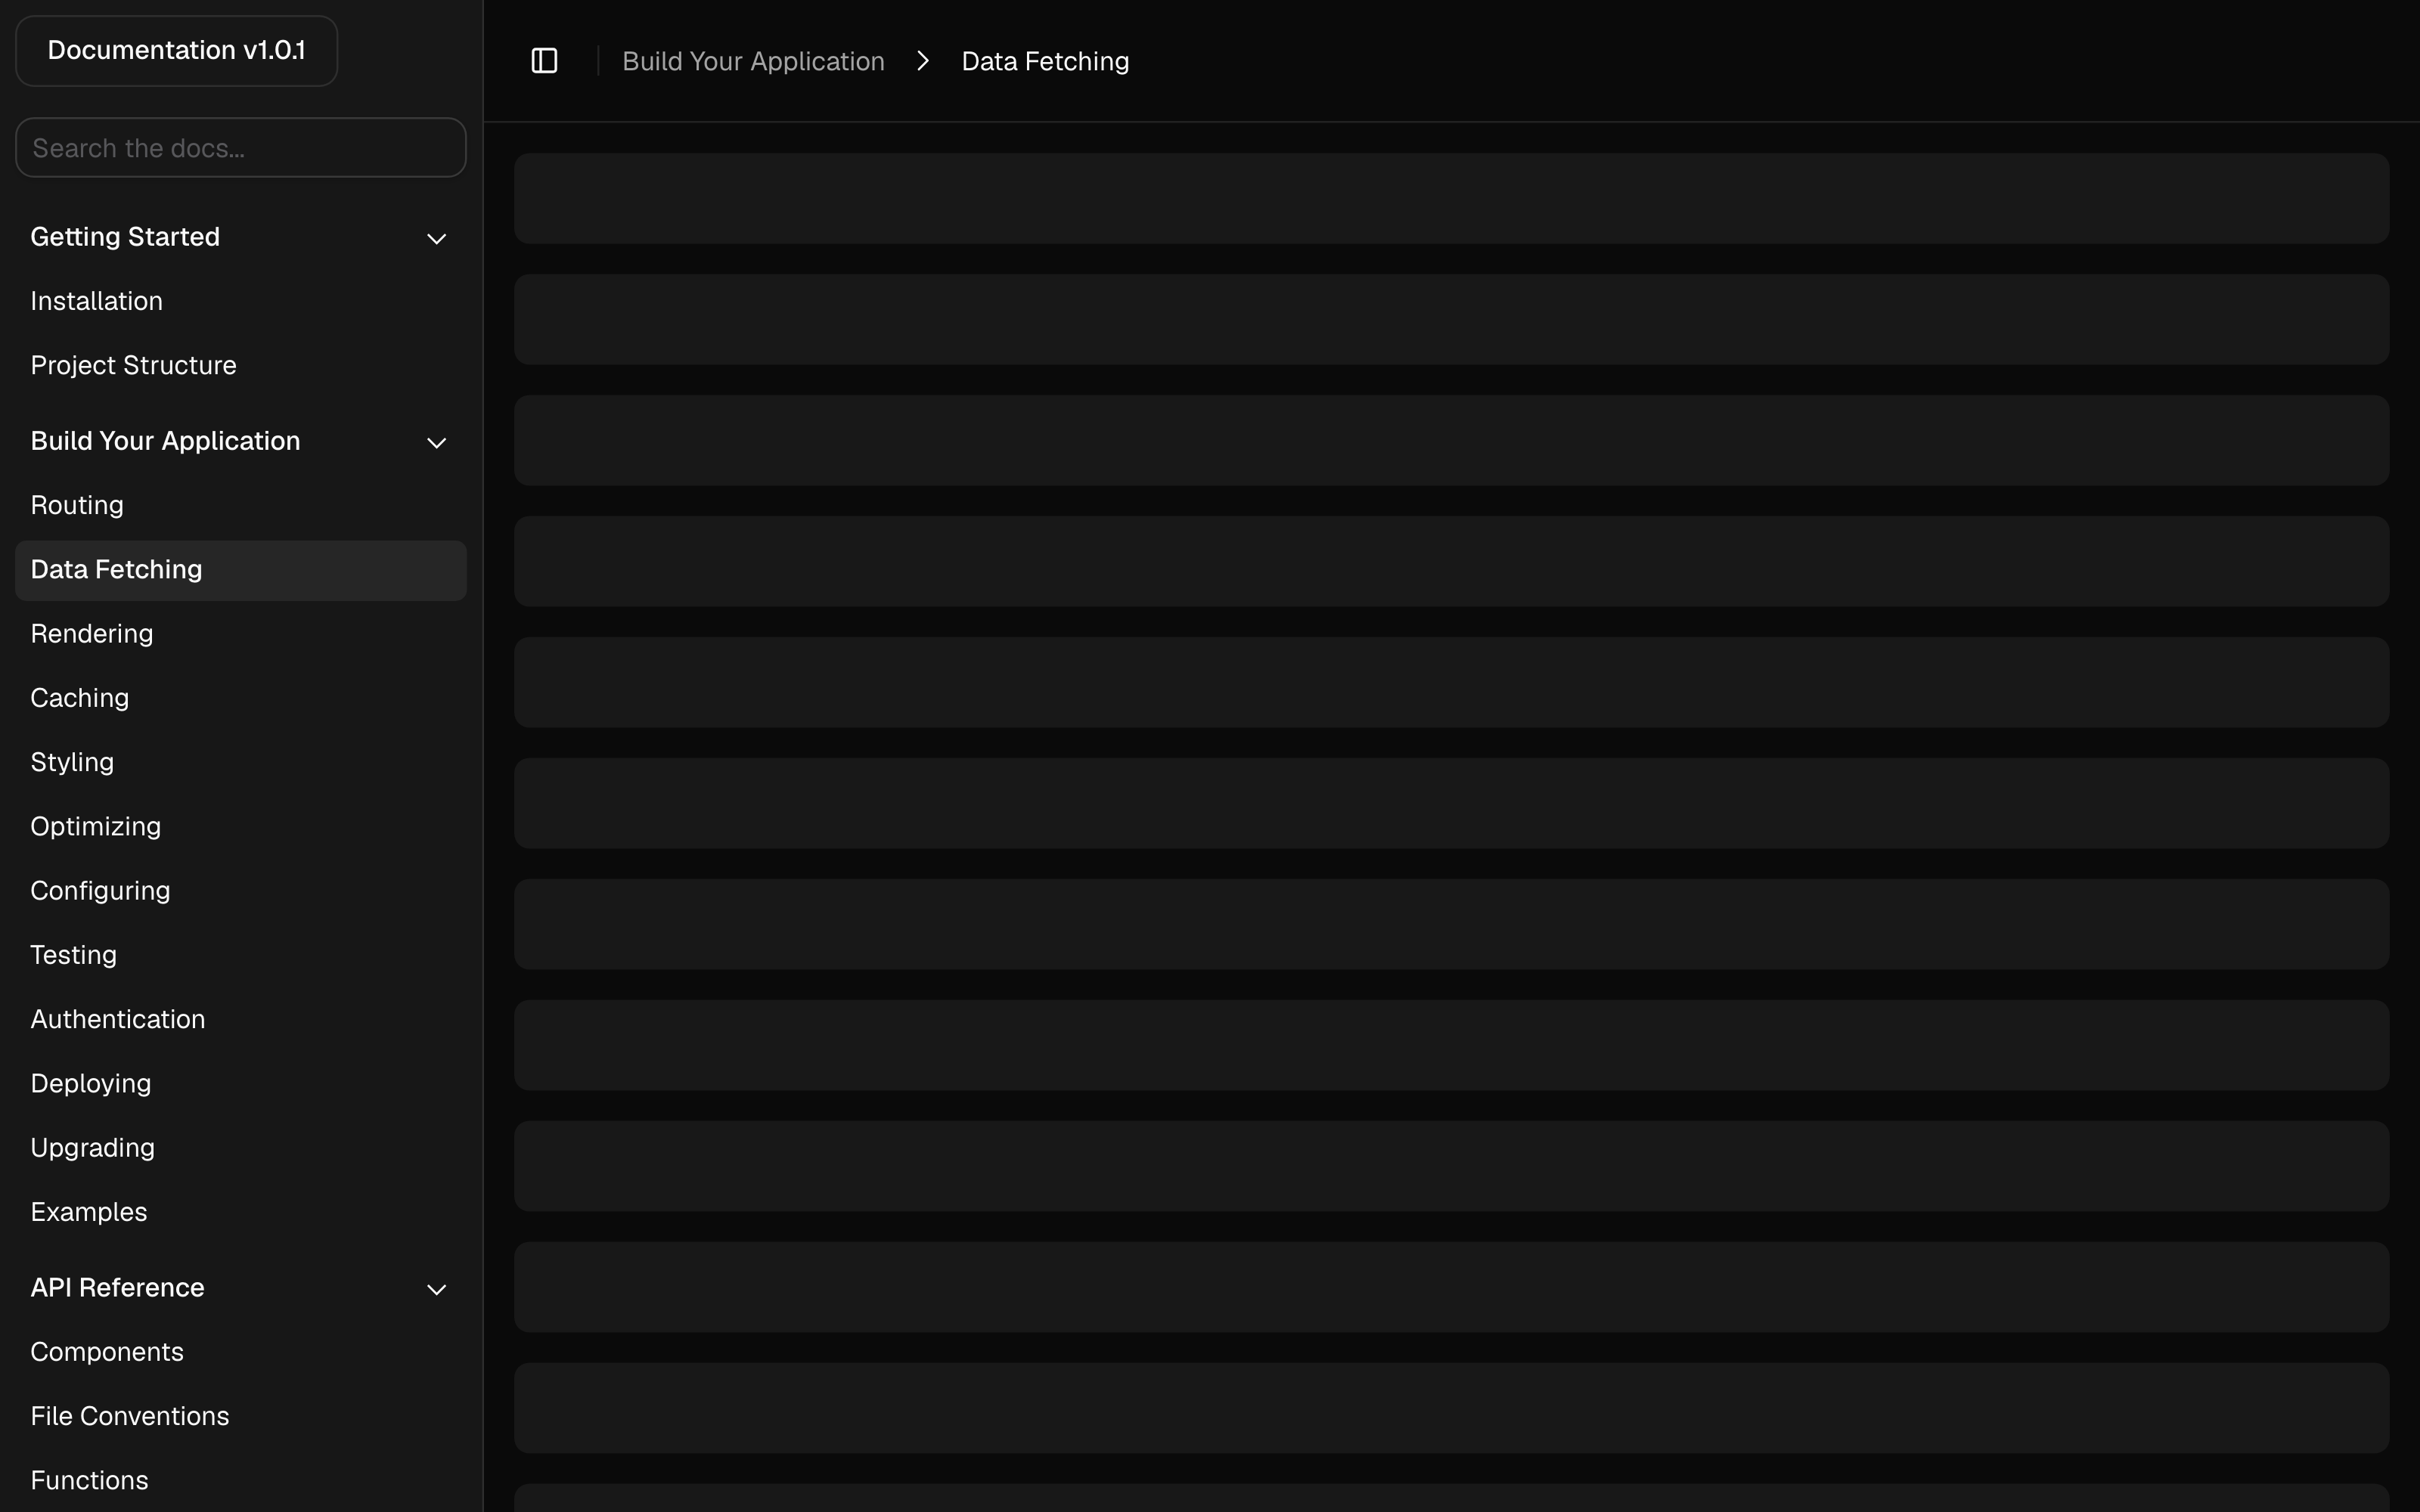 Documentation v1.0.1
Search the docs...
Getting Started
Installation
Project Structure
Build Your Application
Routing
Data Fetching
Rendering
Caching
Styling
Optimizing
Configuring
Testing
Authentication
Deploying
Upgrading
Examples
API Reference
Components
File Conventions
Functions
Build Your Application
Data Fetching